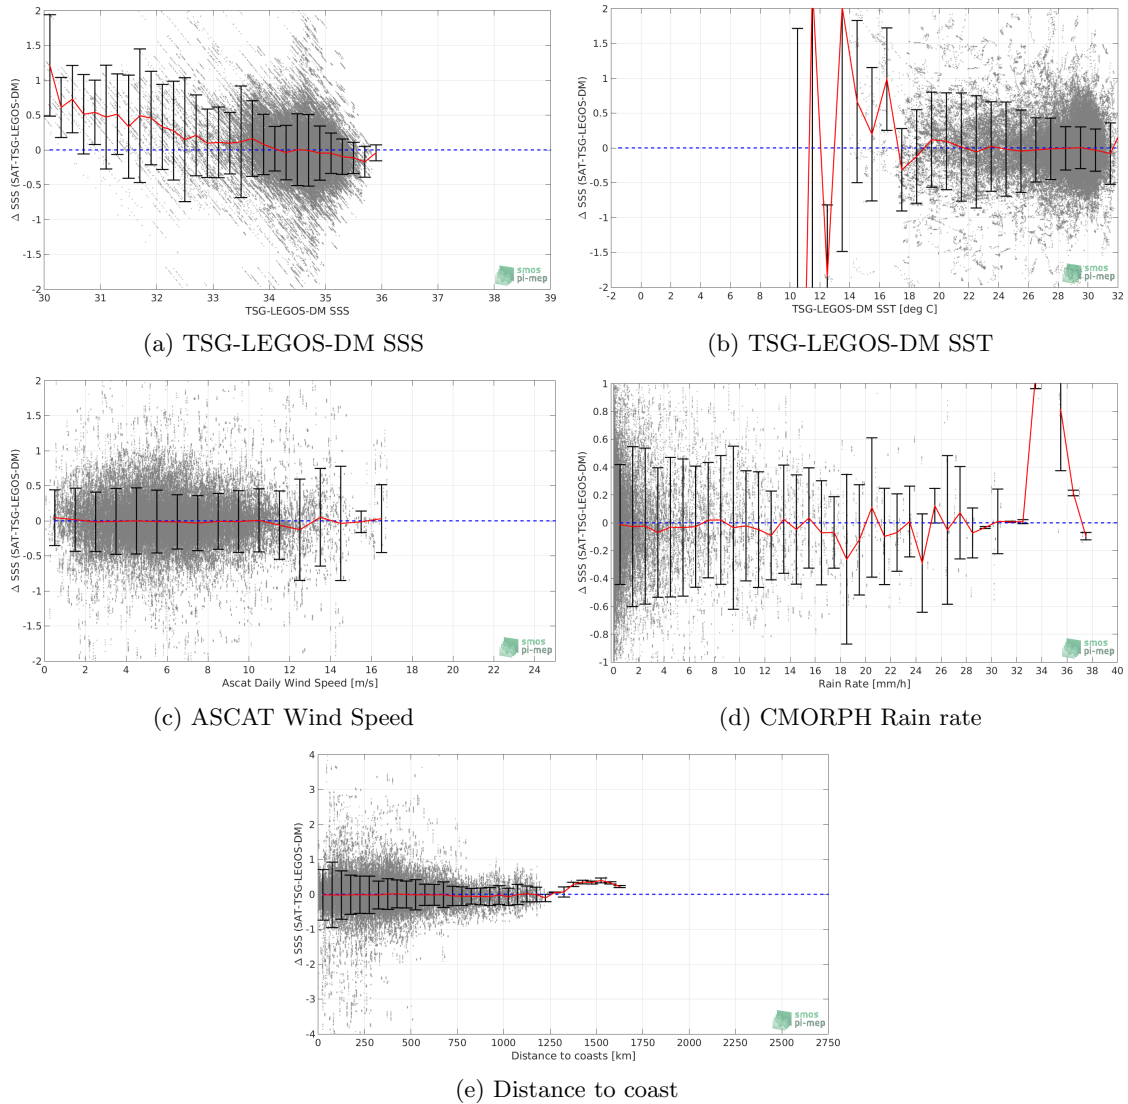 2
1.5
1
0.5
0
-0.5
-1
-1.5
-2
Δ SSS (SAT-TSG-LEGOS-DM)
30 31 32 33 34 35 36 37 38 39
TSG-LEGOS-DM SSS
smos
pi-mep
(a) TSG-LEGOS-DM SSS
2
1.5
1
0.5
0
-0.5
-1
-1.5
-2
Δ SSS (SAT-TSG-LEGOS-DM)
-2 0 2 4 6 8 10 12 14 16 18 20 22 24 26 28 30 32
TSG-LEGOS-DM SST [deg C]
smos
pi-mep
(b) TSG-LEGOS-DM SST
2
1.5
1
0.5
0
-0.5
-1
-1.5
-2
Δ SSS (SAT-TSG-LEGOS-DM)
0 2 4 6 8 10 12 14 16 18 20 22 24
Ascat Daily Wind Speed [m/s]
smos
pi-mep
(c) ASCAT Wind Speed
1
0.8
0.6
0.4
0.2
0
-0.2
-0.4
-0.6
-0.8
-1
Δ SSS (SAT-TSG-LEGOS-DM)
0 2 4 6 8 10 12 14 16 18 20 22 24 26 28 30 32 34 36 38 40
Rain Rate [mm/h]
smos
pi-mep
(d) CMORPH Rain rate
4
3
2
1
0
-1
-2
-3
-4
Δ SSS (SAT-TSG-LEGOS-DM)
0 250 500 750 1000 1250 1500 1750 2000 2250 2500 2750
Distance to coasts [km]
smos
pi-mep
(e) Distance to coast